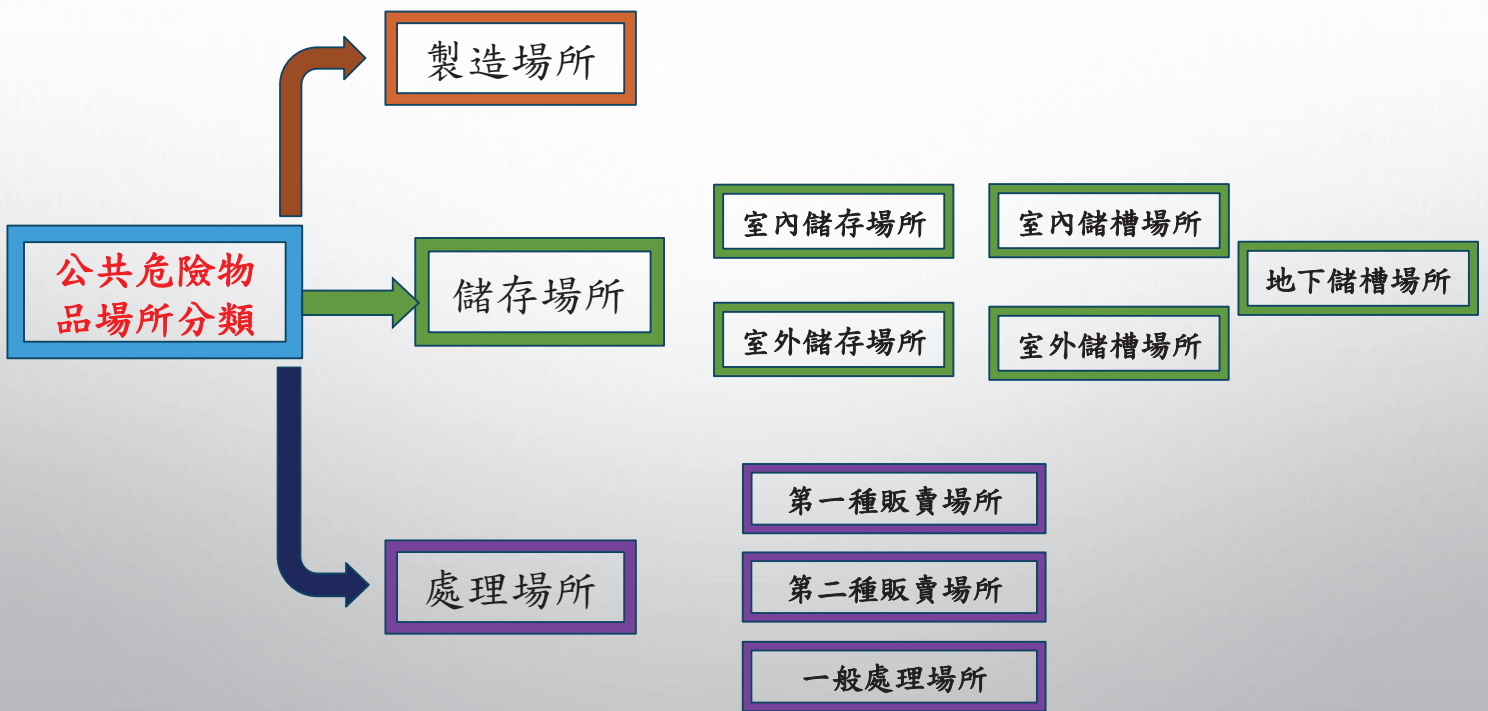 製造場所
公共危險物
品場所分類
儲存場所
室內儲存場所
室內儲槽場所
地下儲槽場所
室外儲存場所
室外儲槽場所
處理場所
第一種販賣場所
第二種販賣場所
一般處理場所